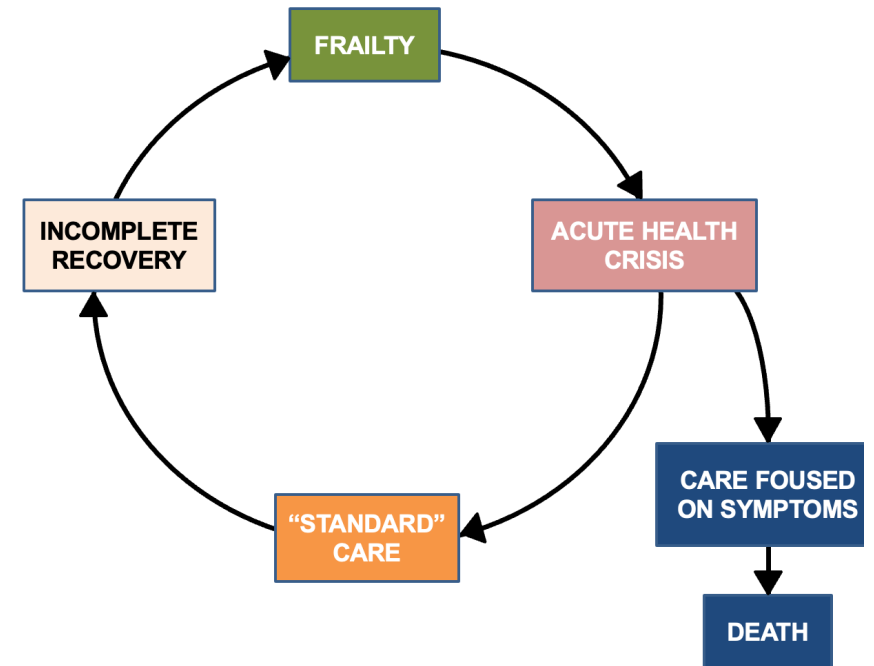 FRAILTY
ACUTE HEALTH
CRISIS
INCOMPLETE
RECOVERY
“STANDARD”
CARE
CARE FOUSED
ON SYMPTOMS
DEATH